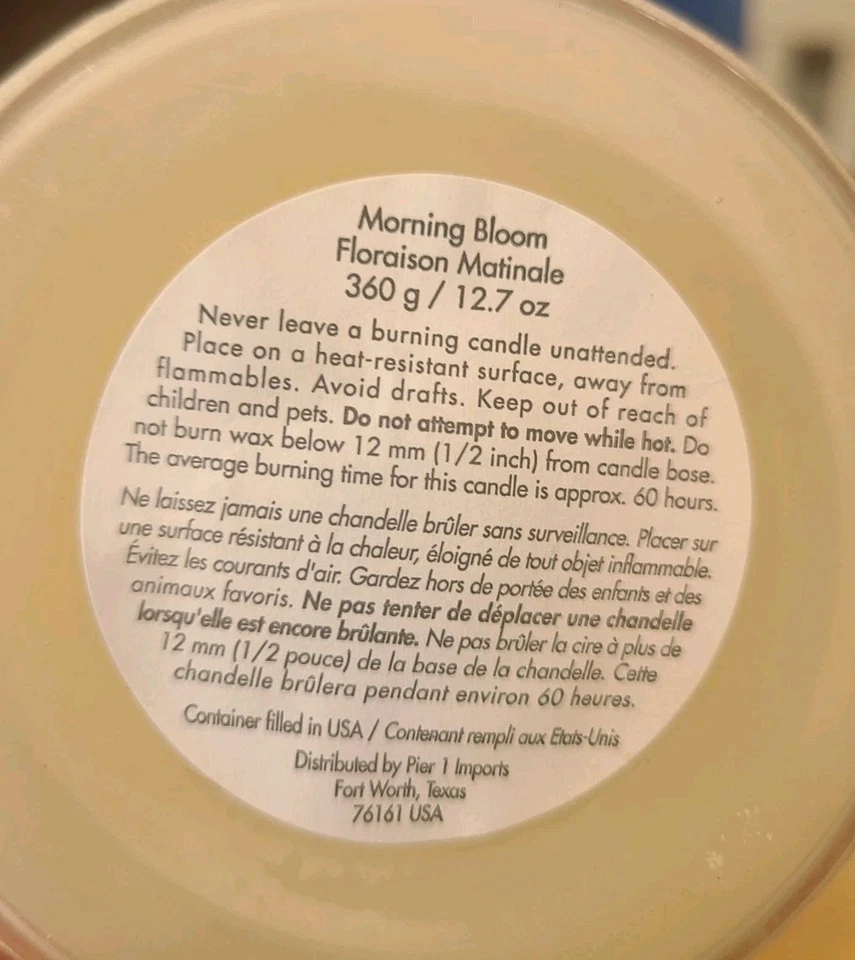 Morning Bloom
Floraison Matinale
360 g / 12.7 oz
Never leave a burning candle unattended.
Place on a heat-resistant surface, away from
flammables. Avoid drafts. Keep out of reach of
children and pets. Do not attempt to move while hot. Do
not burn wax below 12 mm (1/2 inch) from candle base.
The average burning time for this candle is approx. 60 hours.
Ne laissez jamais une chandelle brûler sans surveillance. Placer sur
une surface résistant à la chaleur, éloigné de tout objet inflammable.
Évitez les courants d'air. Gardez hors de portée des enfants et des
animaux favoris. Ne pas tenter de déplacer une chandelle
lorsqu'elle est encore brûlante. Ne pas brûler la cire à plus de
12 mm (1/2 pouce) de la base de la chandelle. Cette
chandelle brûlera pendant environ 60 heures.
Container filled in USA / Contenant rempli aux Etats-Unis
Distributed by Pier 1 Imports
Fort Worth, Texas
76161 USA